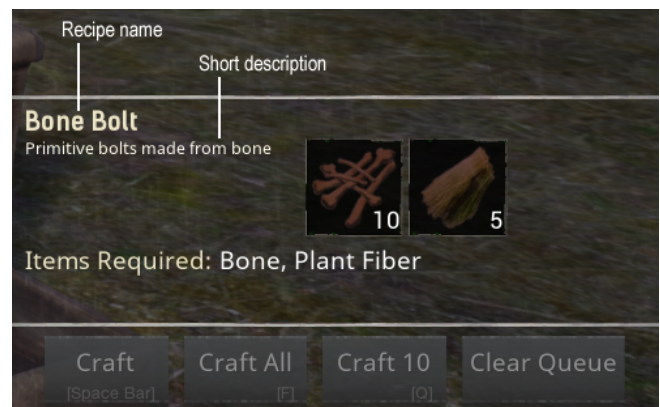 Recipe name
Short description
Bone Bolt
Primitive bolts made from bone
10
5
Items Required: Bone, Plant Fiber
Craft
Craft All
Craft 10
Clear Queue
[Space Bar]
[F]
[Q]